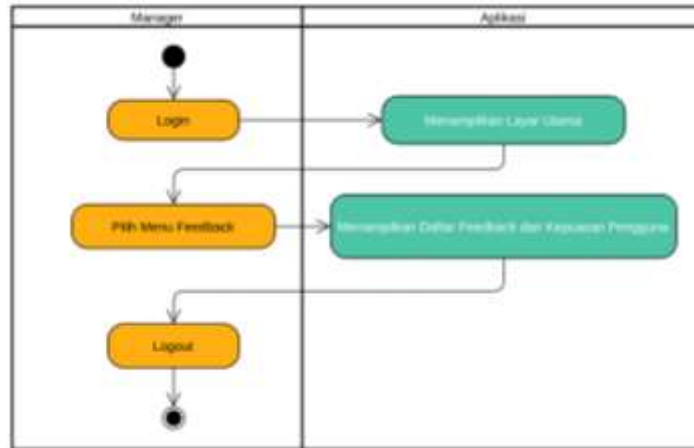 Manager
Aplikasi
Login
Menampilkan Layar Utama
Pilih Menu Feedback
Menampilkan Daftar Feedback dan Kepuasan Pengguna
Logout